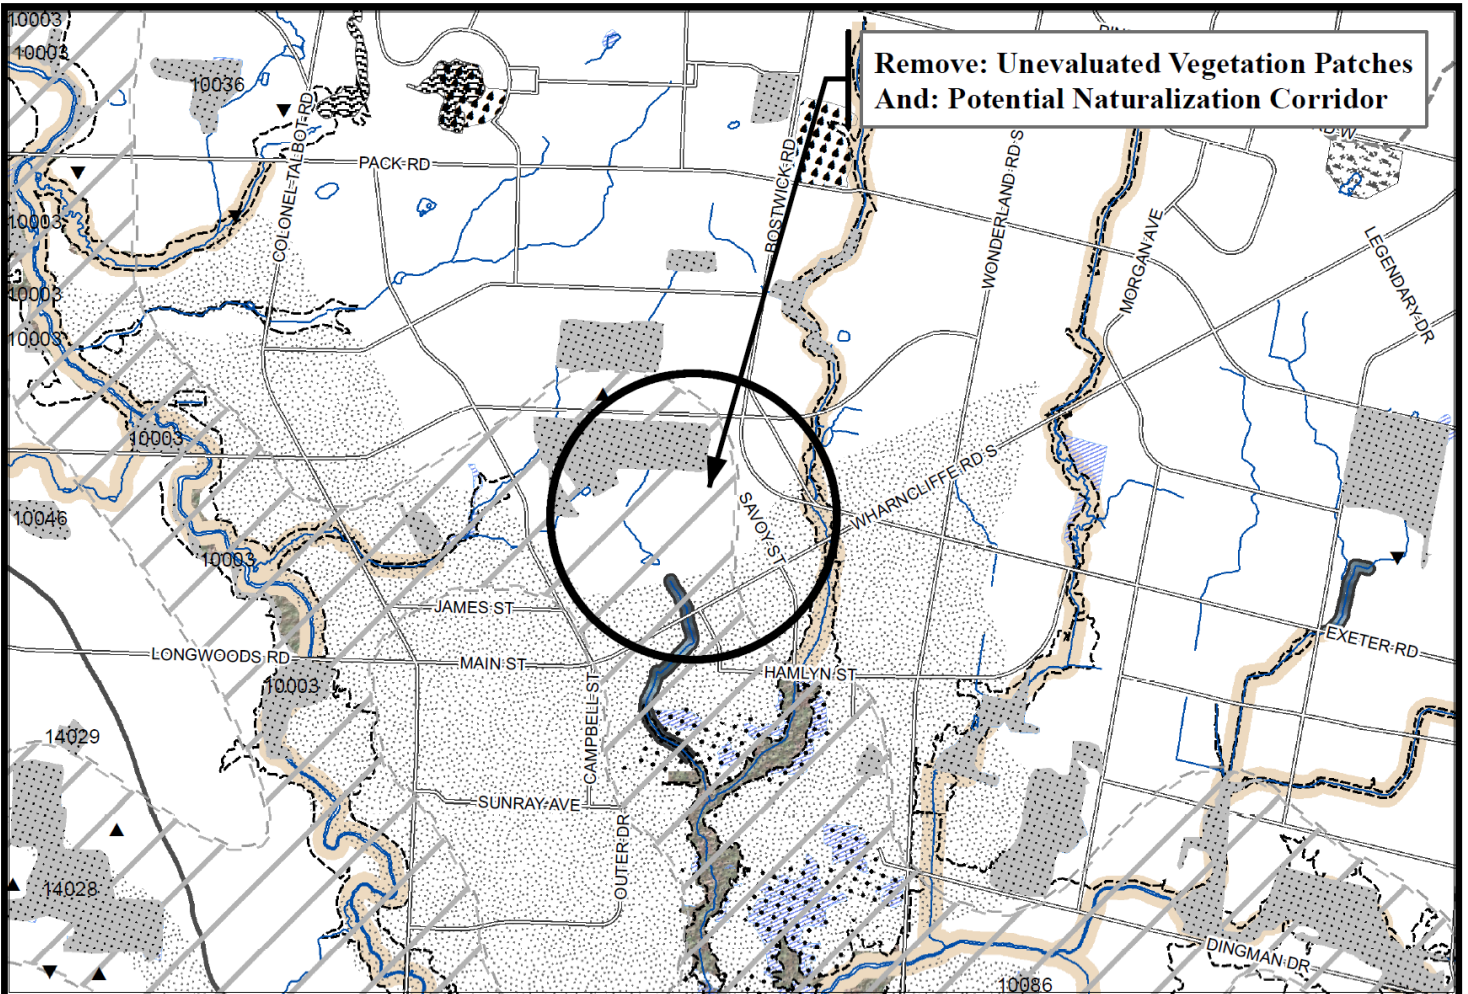 10003
10003
10036
Remove: Unevaluated Vegetation Patches
And: Potential Naturalization Corridor
COLONEL TALBOT RD
PACK RD
BOSTWICK RD
WONDERLAND RD S
MORGAN AVE
LEGENDARY DR
10003
10003
10003
10003
10046
10003
SAVOY ST
WHARNCLIFFE RD S
JAMES ST
LONGWOODS RD
MAIN ST
HAMLYN ST
EXETER RD
10003
CAMPBELL ST
14029
SUNRAY AVE
OUTER DR
14028
DINGMAN DR
10086